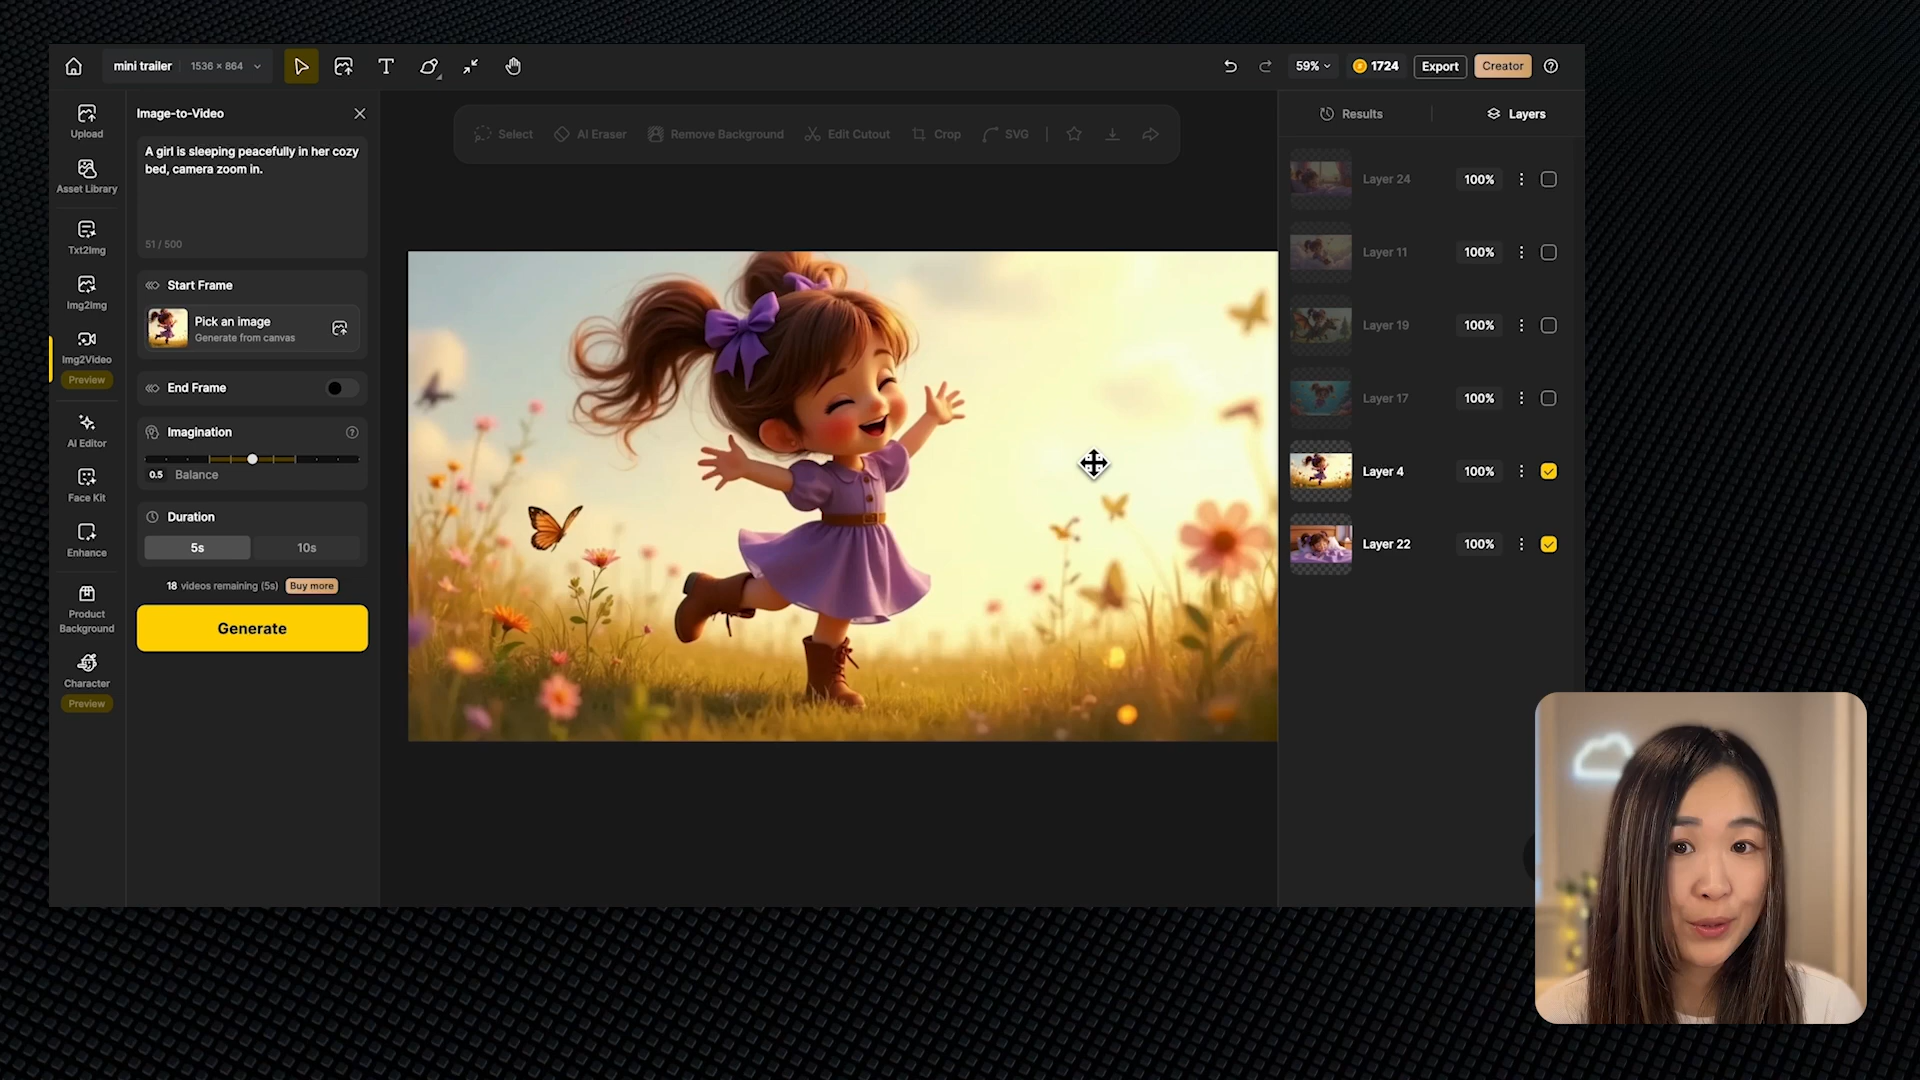 mini trailer 1536 × 864
59%
1724
Export
Creator
Upload
Asset Library
Txt2Img
Img2Img
Img2Video
Preview
AI Editor
Face Kit
Enhance
Product
Background
Character
Preview
Image-to-Video
A girl is sleeping peacefully in her cozy
bed, camera zoom in.
51 / 500
Start Frame
Pick an image
Generate from canvas
End Frame
Imagination
0.5 Balance
Duration
5s 10s
18 videos remaining (5s) Buy more
Generate
Select AI Eraser Remove Background Edit Cutout Crop SVG
Results Layers
Layer 24 100%
Layer 11 100%
Layer 19 100%
Layer 17 100%
Layer 4 100%
Layer 22 100%